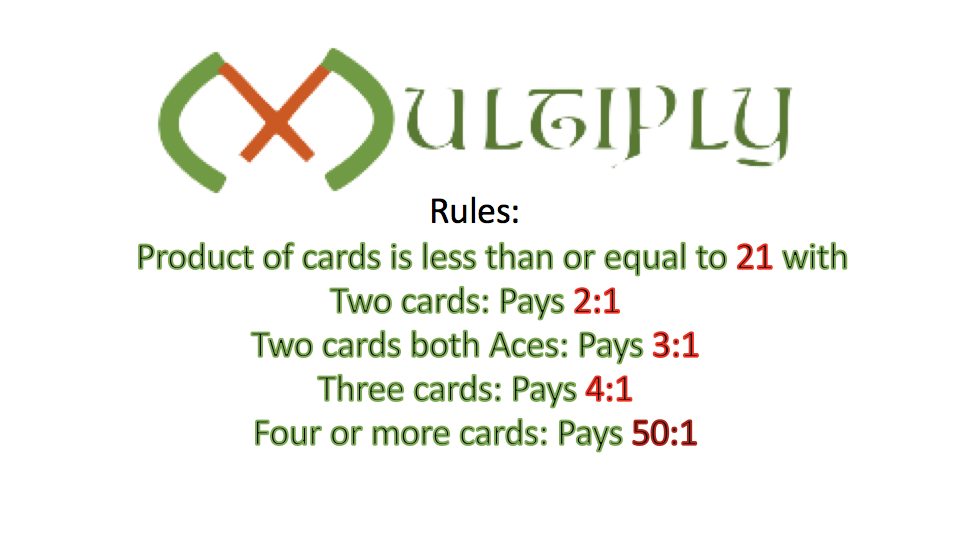 MULTIPLY
Rules:
Product of cards is less than or equal to 21 with
Two cards: Pays 2:1
Two cards both Aces: Pays 3:1
Three cards: Pays 4:1
Four or more cards: Pays 50:1